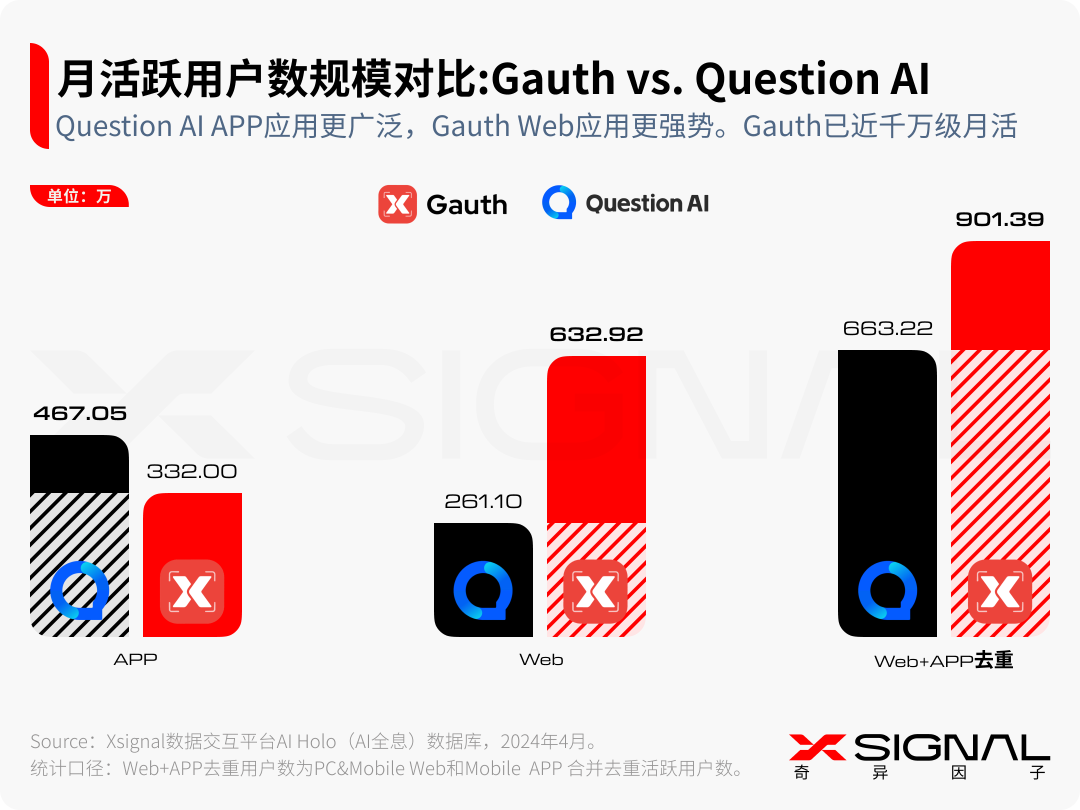 月活跃用户数规模对比:Gauth vs. Question AI
Question AI APP应用更广泛，Gauth Web应用更强势。Gauth已近千万级月活
单位：万
Gauth
Question AI
467.05
332.00
APP
261.10
632.92
Web
663.22
901.39
Web+APP去重
XSIGNAL
Source：Xsignal数据交互平台AI Holo（AI全息）数据库，2024年4月。
统计口径：Web+APP去重用户数为PC&Mobile Web和Mobile APP 合并去重活跃用户数。
XSIGNAL
奇异因子